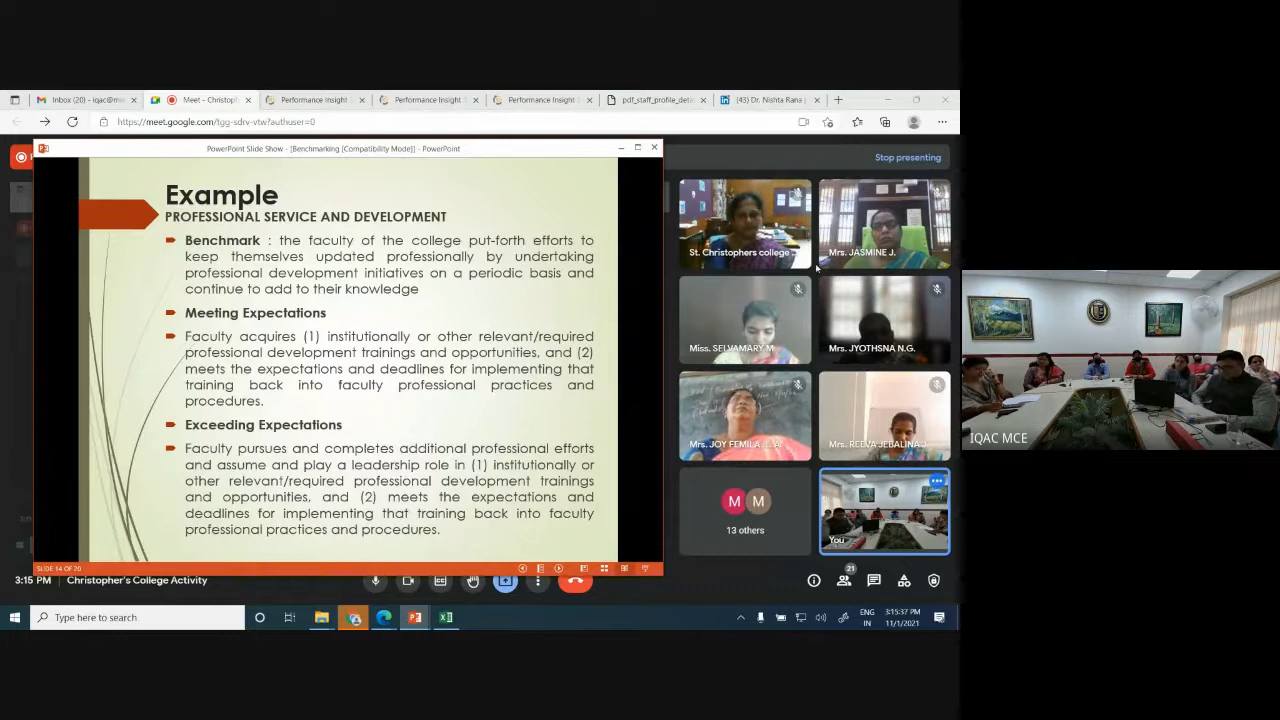 Inbox (20) - iqac@m
Meet - Christoph
Performance Insight
Performance Insight
Performance Insight
pdf_staff_profile_deta
(43) Dr. Nishta Rana
https://meet.google.com/tgg-sdrv-vtw?authuser=0
PowerPoint Slide Show - [Benchmarking [Compatibility Mode]] - PowerPoint
Stop presenting
Example
PROFESSIONAL SERVICE AND DEVELOPMENT
Benchmark : the faculty of the college put-forth efforts to
keep themselves updated professionally by undertaking
professional development initiatives on a periodic basis and
continue to add to their knowledge
Meeting Expectations
Faculty acquires (1) institutionally or other relevant/required
professional development trainings and opportunities, and (2)
meets the expectations and deadlines for implementing that
training back into faculty professional practices and
procedures.
Exceeding Expectations
Faculty pursues and completes additional professional efforts
and assume and play a leadership role in (1) institutionally or
other relevant/required professional development trainings
and opportunities, and (2) meets the expectations and
deadlines for implementing that training back into faculty
professional practices and procedures.
SLIDE 14 OF 20
St. Christophers college
Mrs. JASMINE J.
Miss. SELVAMARY M
Mrs. JYOTHSNA N.G.
Mrs. JOY FEMILA
Mrs. REEVA JEBALINA J
M M
13 others
You
IQAC MCE
3:15 PM
Christopher's College Activity
21
Type here to search
ENG
IN
3:15:37 PM
11/1/2021